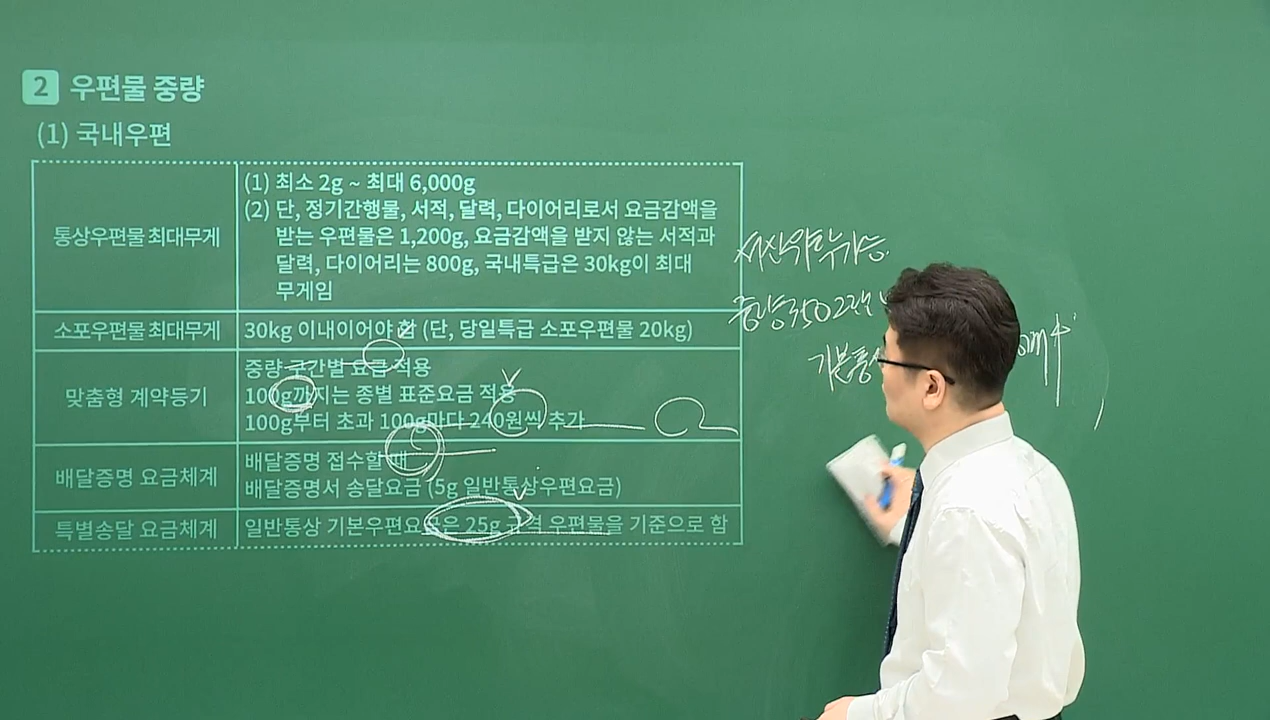 2 우편물 중량
(1) 국내우편
통상우편물 최대무게
(1) 최소 2g ~ 최대 6,000g
(2) 단, 정기간행물, 서적, 달력, 다이어리로서 요금감액을
받는 우편물은 1,200g, 요금감액을 받지 않는 서적과
달력, 다이어리는 800g, 국내특급은 30kg이 최대
무게임
소포우편물 최대무게
30kg 이내이어야 함 (단, 당일특급 소포우편물 20kg)
맞춤형 계약등기
중량 구간별 요금 적용
100g까지는 종별 표준요금 적용
100g부터 초과 100g마다 240원씩 추가
배달증명 요금체계
배달증명 접수할 때
배달증명서 송달요금 (5g 일반통상우편요금)
특별송달 요금체계
일반통상 기본우편요금은 25g 규격 우편물을 기준으로 함
기본통